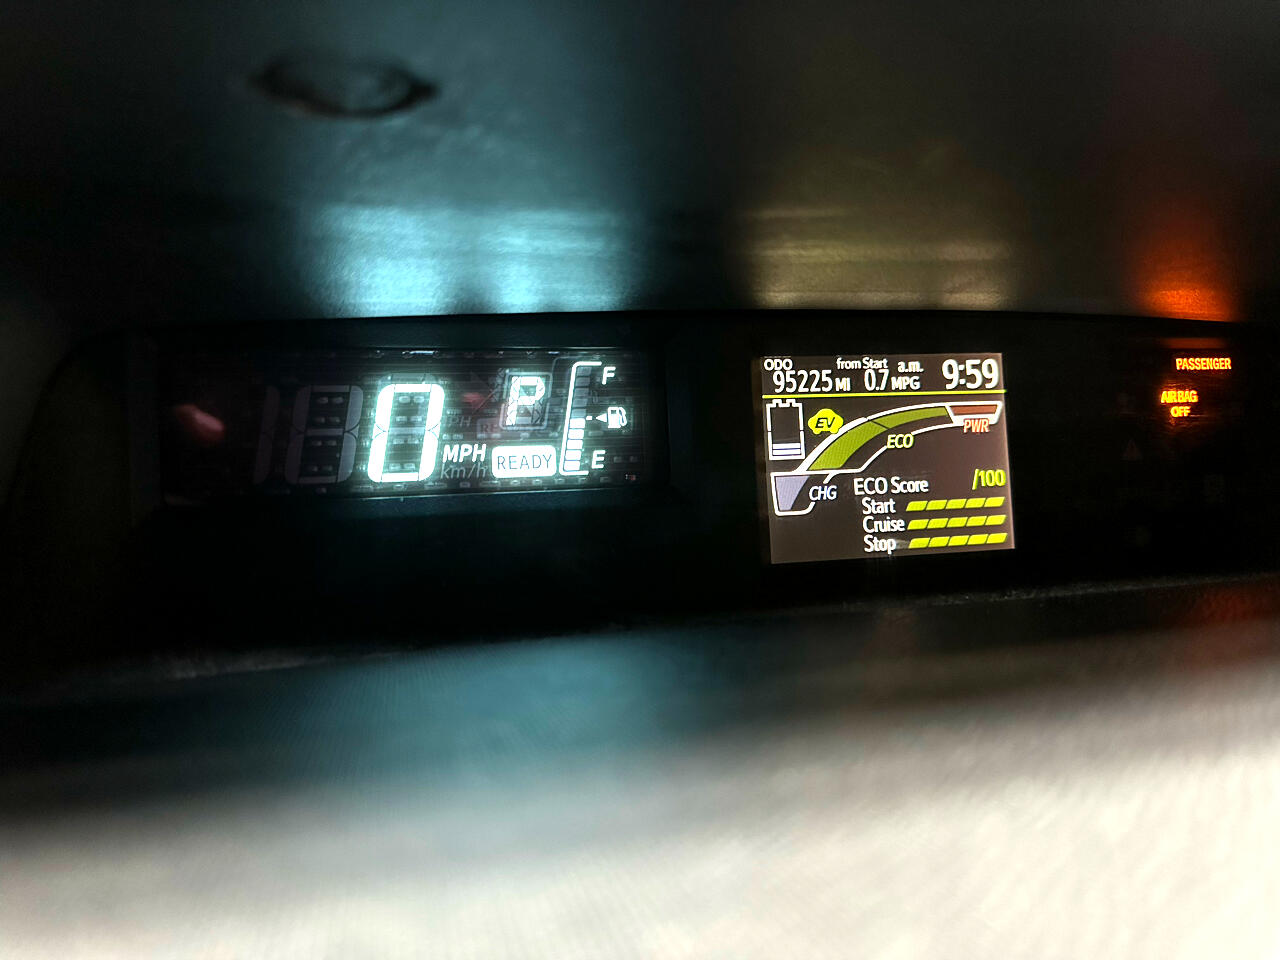 0
MPH
km/h
P
READY
F
E
ODO
95225 MI
from Start
0.7 MPG
a.m.
9:59
EV
ECO
PWR
CHG
ECO Score /100
Start
Cruise
Stop
PASSENGER
AIRBAG
OFF